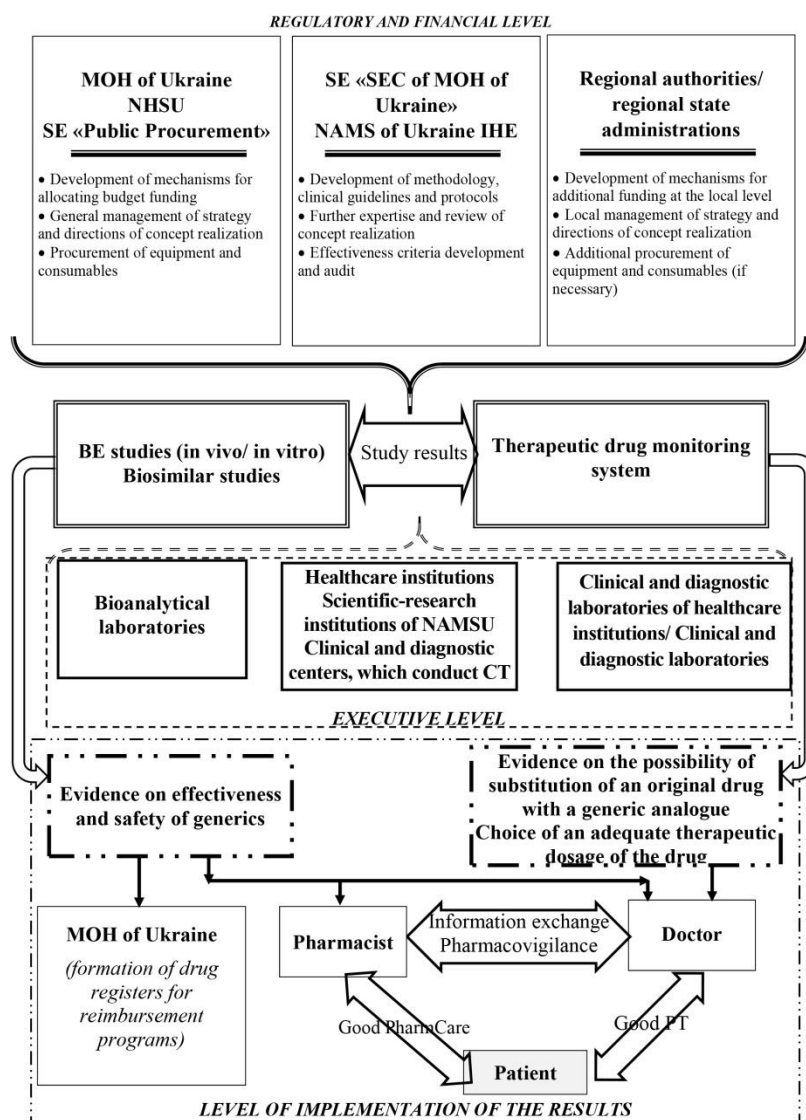 REGULATORY AND FINANCIAL LEVEL
MOH of Ukraine
NHSU
SE «Public Procurement»
• Development of mechanisms for
allocating budget funding
• General management of strategy
and directions of concept realization
• Procurement of equipment and
consumables
SE «SEC of MOH of
Ukraine»
NAMS of Ukraine IHE
• Development of methodology,
clinical guidelines and protocols
• Further expertise and review of
concept realization
• Effectiveness criteria development
and audit
Regional authorities/
regional state
administrations
• Development of mechanisms for
additional funding at the local level
• Local management of strategy and
directions of concept realization
• Additional procurement of
equipment and consumables (if
necessary)
BE studies (in vivo/ in vitro)
Biosimilar studies
Study results
Therapeutic drug monitoring
system
Bioanalytical
laboratories
Healthcare institutions
Scientific-research
institutions of NAMSU
Clinical and diagnostic
centers, which conduct CT
Clinical and diagnostic
laboratories of healthcare
institutions/ Clinical and
diagnostic laboratories
EXECUTIVE LEVEL
Evidence on effectiveness
and safety of generics
Evidence on the possibility of
substitution of an original drug
with a generic analogue
Choice of an adequate therapeutic
dosage of the drug
MOH of Ukraine
(formation of drug
registers for
reimbursement
programs)
Pharmacist
Information exchange
Pharmacovigilance
Doctor
Good PharmCare
Good PT
Patient
LEVEL OF IMPLEMENTATION OF THE RESULTS